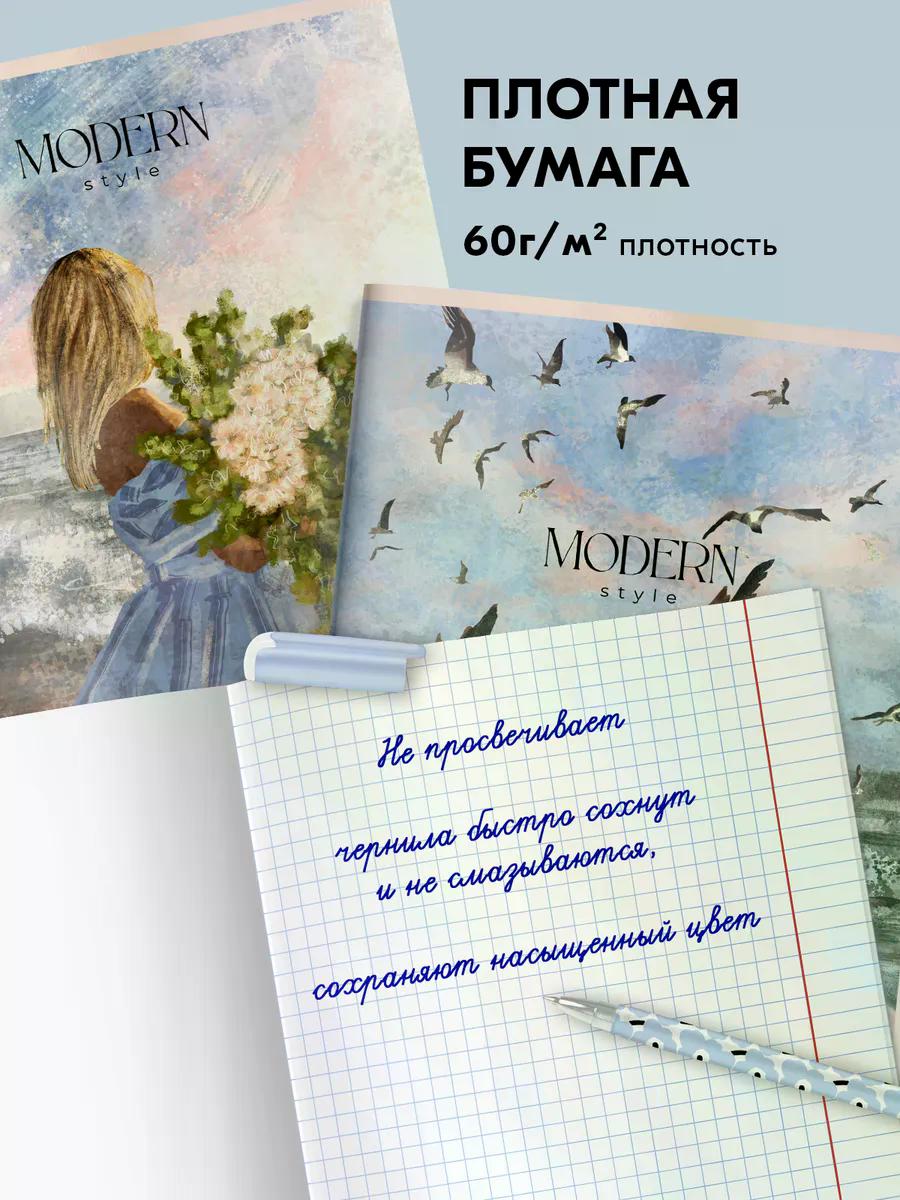 MODERN
style
ПЛОТНАЯ
БУМАГА
60г/м² плотность
MODERN
style
Не просвечивает
чернила быстро сохнут
и не смазываются,
сохраняют насыщенный цвет